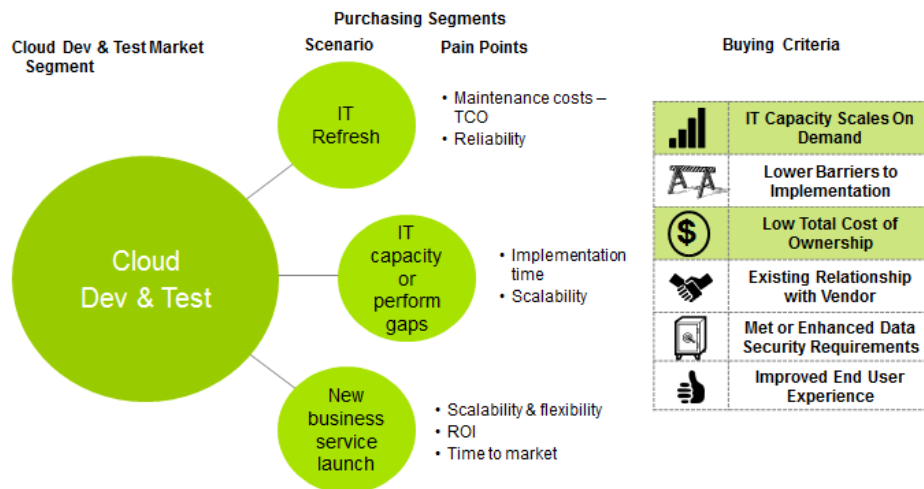 Purchasing Segments
Cloud Dev & Test Market
Segment
Scenario
Pain Points
Buying Criteria
IT
Refresh
• Maintenance costs –
TCO
• Reliability
Cloud
Dev & Test
IT
capacity
or
perform
gaps
• Implementation
time
• Scalability
New
business
service
launch
• Scalability & flexibility
• ROI
• Time to market
IT Capacity Scales On
Demand
Lower Barriers to
Implementation
$
Low Total Cost of
Ownership
Existing Relationship
with Vendor
Met or Enhanced Data
Security Requirements
Improved End User
Experience